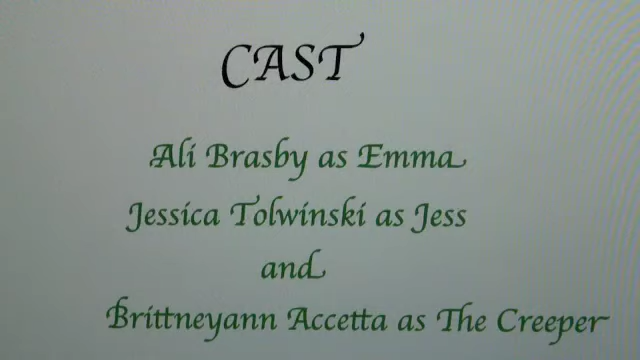 CAST
Ali Brasby as Emma
Jessica Tolwinski as Jess
and
Brittneyann Accetta as The Creeper